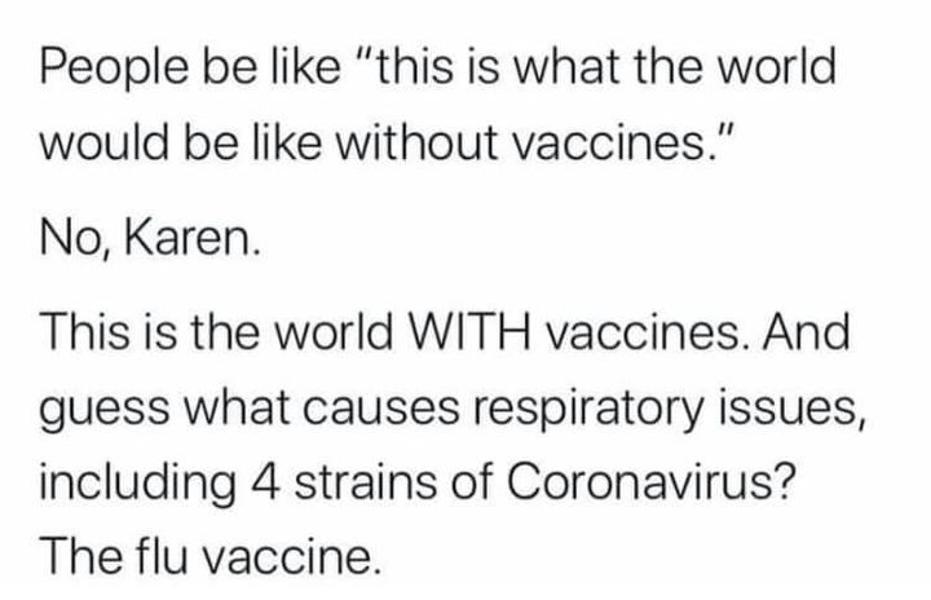 People be like "this is what the world
would be like without vaccines."
No, Karen.
This is the world WITH vaccines. And
guess what causes respiratory issues,
including 4 strains of Coronavirus?
The flu vaccine.